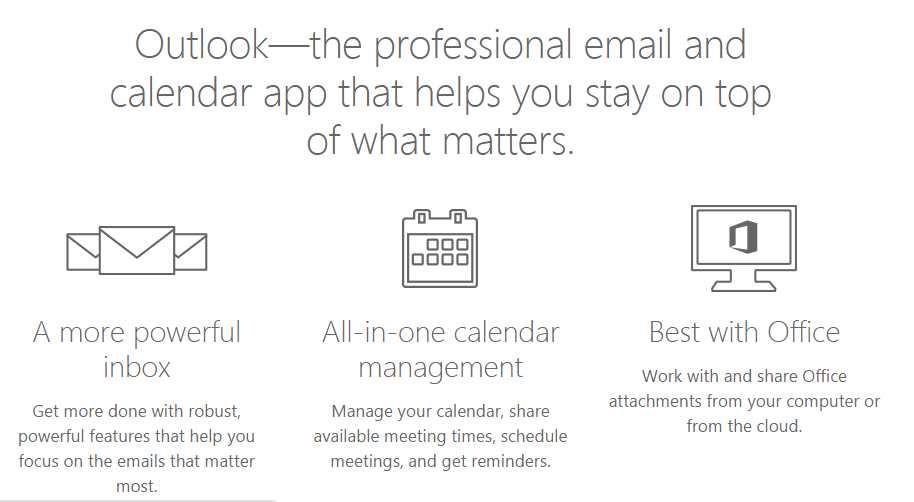 Outlook—the professional email and
calendar app that helps you stay on top
of what matters.
A more powerful
inbox
Get more done with robust,
powerful features that help you
focus on the emails that matter
most.
All-in-one calendar
management
Manage your calendar, share
available meeting times, schedule
meetings, and get reminders.
Best with Office
Work with and share Office
attachments from your computer or
from the cloud.